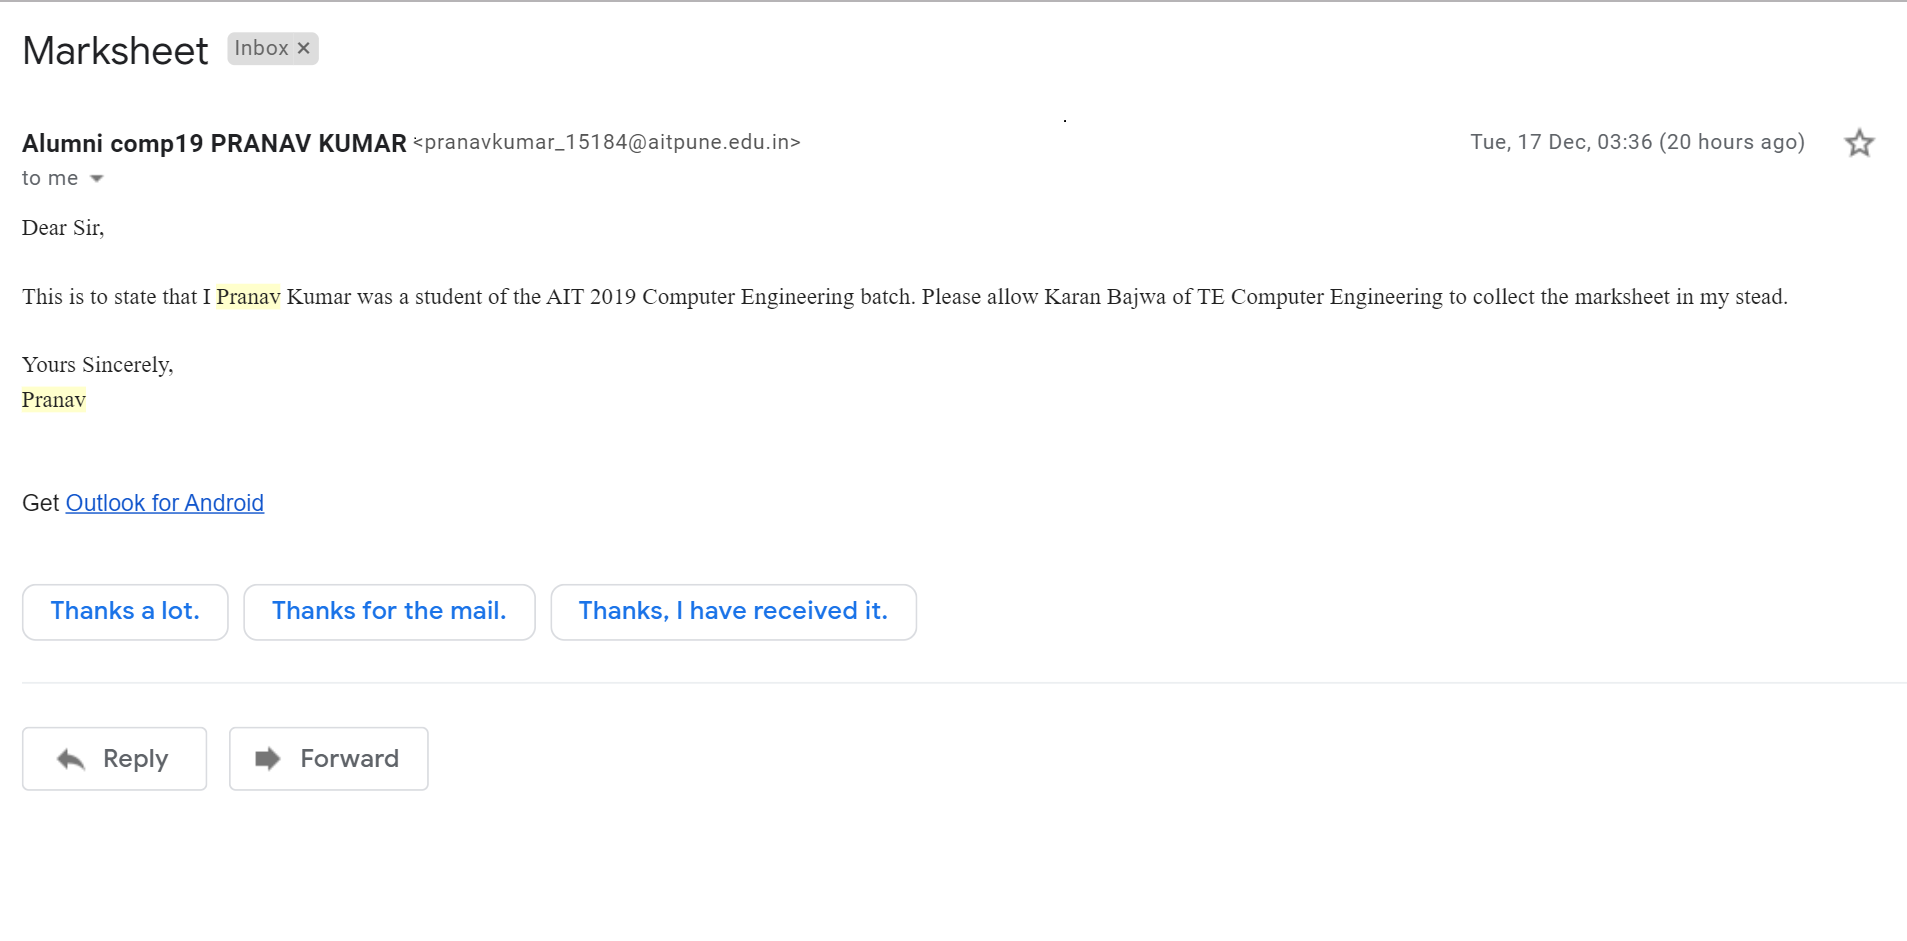 Marksheet Inbox ×
Alumni comp19 PRANAV KUMAR <pranavkumar_15184@aitpune.edu.in> Tue, 17 Dec, 03:36 (20 hours ago)
to me
Dear Sir,
This is to state that I Pranav Kumar was a student of the AIT 2019 Computer Engineering batch. Please allow Karan Bajwa of TE Computer Engineering to collect the marksheet in my stead.
Yours Sincerely,
Pranav
Get Outlook for Android
Thanks a lot. Thanks for the mail. Thanks, I have received it.
Reply Forward